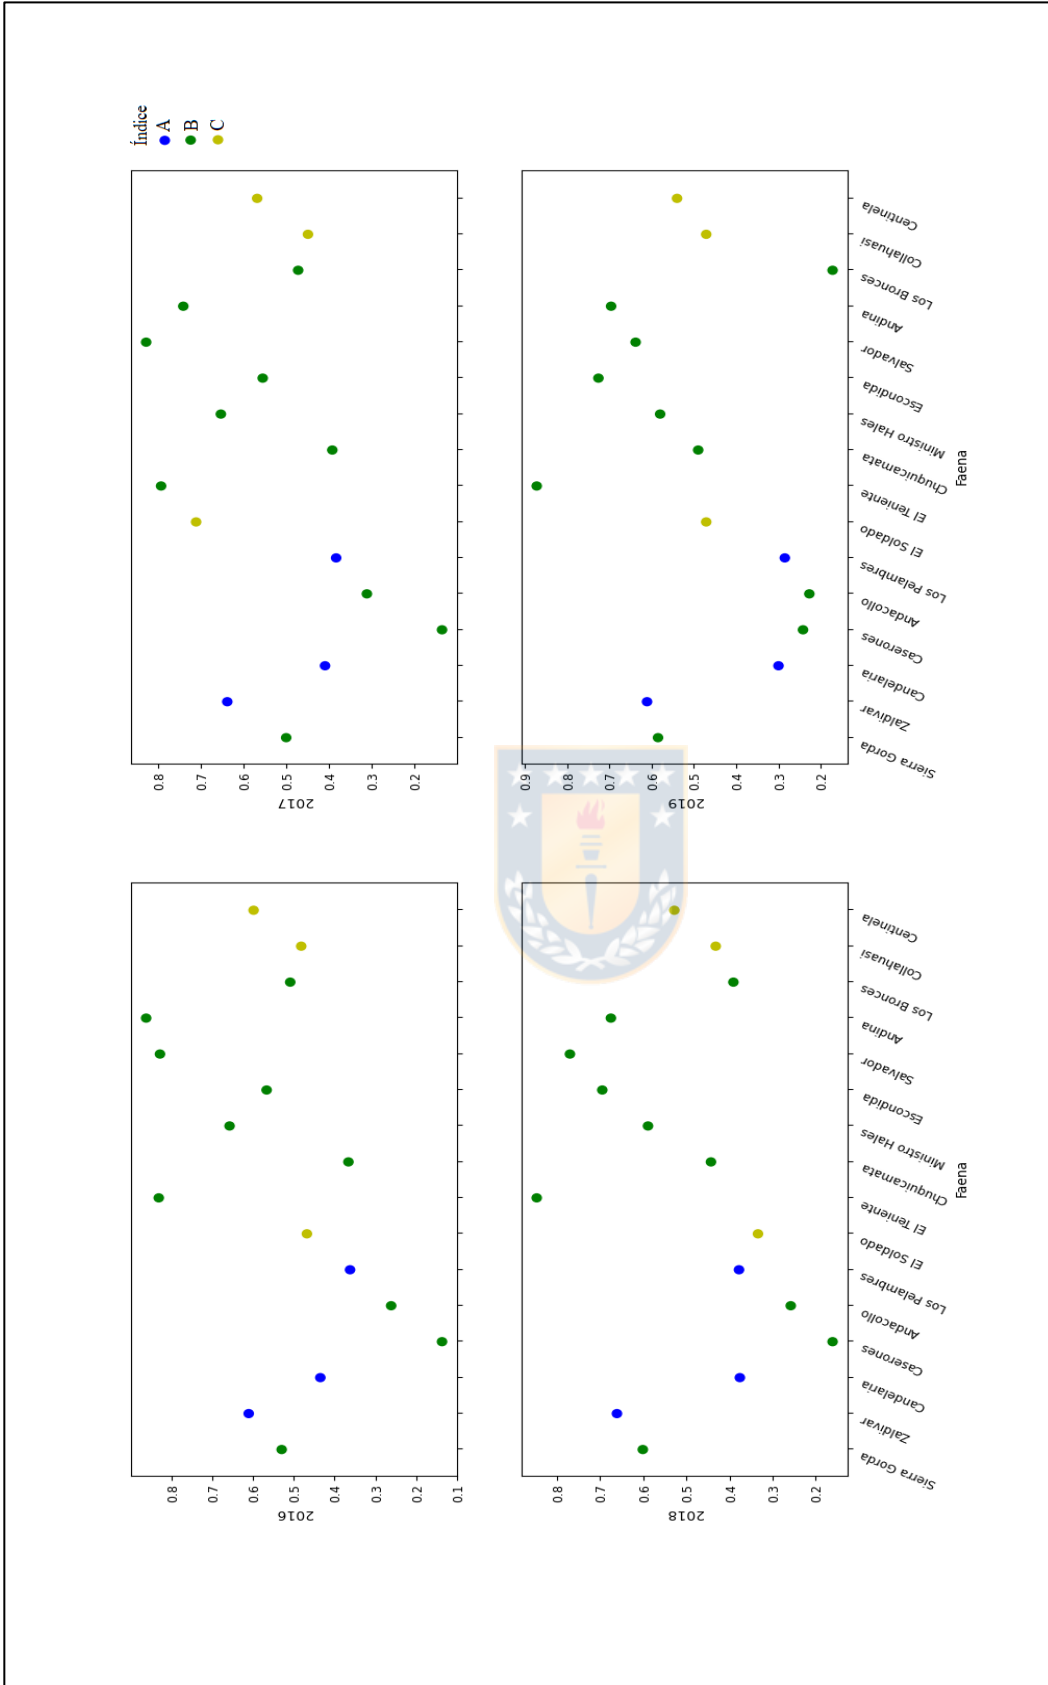 2016
0.8
0.7
0.6
0.5
0.4
0.3
0.2
0.1
2017
0.8
0.7
0.6
0.5
0.4
0.3
0.2
Índice
A
B
C
2018
0.8
0.7
0.6
0.5
0.4
0.3
0.2
Sierra Gorda
Zaldivar
Candelaria
Caserones
Andacollo
Los Pelambres
El Soldado
El Teniente
Chuquicamata
Ministro Hales
Escondida
Salvador
Andina
Los Bronces
Collahuasi
Centinela
Faena
2019
0.9
0.8
0.7
0.6
0.5
0.4
0.3
0.2
Sierra Gorda
Zaldivar
Candelaria
Caserones
Andacollo
Los Pelambres
El Soldado
El Teniente
Chuquicamata
Ministro Hales
Escondida
Salvador
Andina
Los Bronces
Collahuasi
Centinela
Faena